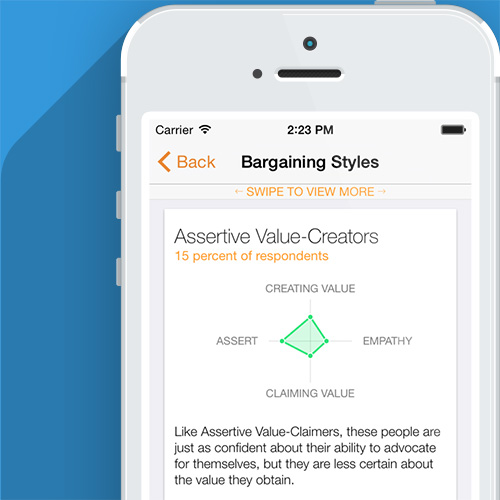 Carrier 2:23 PM
Back Bargaining Styles
← SWIPE TO VIEW MORE →
Assertive Value-Creators
15 percent of respondents
CREATING VALUE
ASSERT EMPATHY
CLAIMING VALUE
Like Assertive Value-Claimers, these people are
just as confident about their ability to advocate
for themselves, but they are less certain about
the value they obtain.